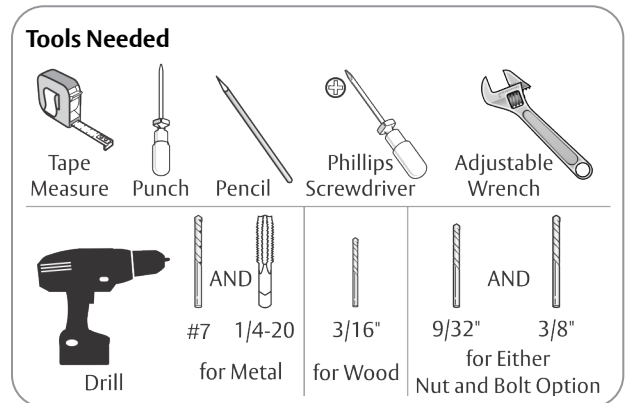 Tools Needed
Tape
Measure
Punch
Pencil
Phillips
Screwdriver
Adjustable
Wrench
Drill
AND
#7 1/4-20
for Metal
3/16"
for Wood
AND
9/32" 3/8"
for Either
Nut and Bolt Option